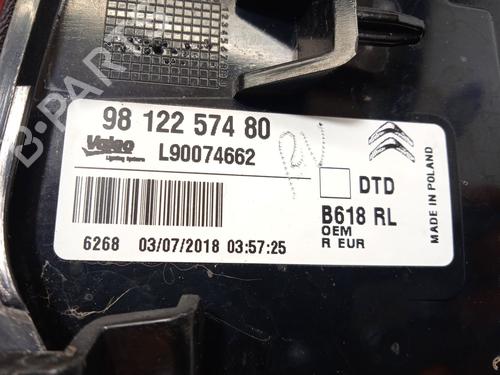 B-PARTS
98 122 574 80
Valeo
Lighting Systems
L90074662
RV
DTD
B618 RL
OEM
R EUR
6268 03/07/2018 03:57:25
MADE IN POLAND